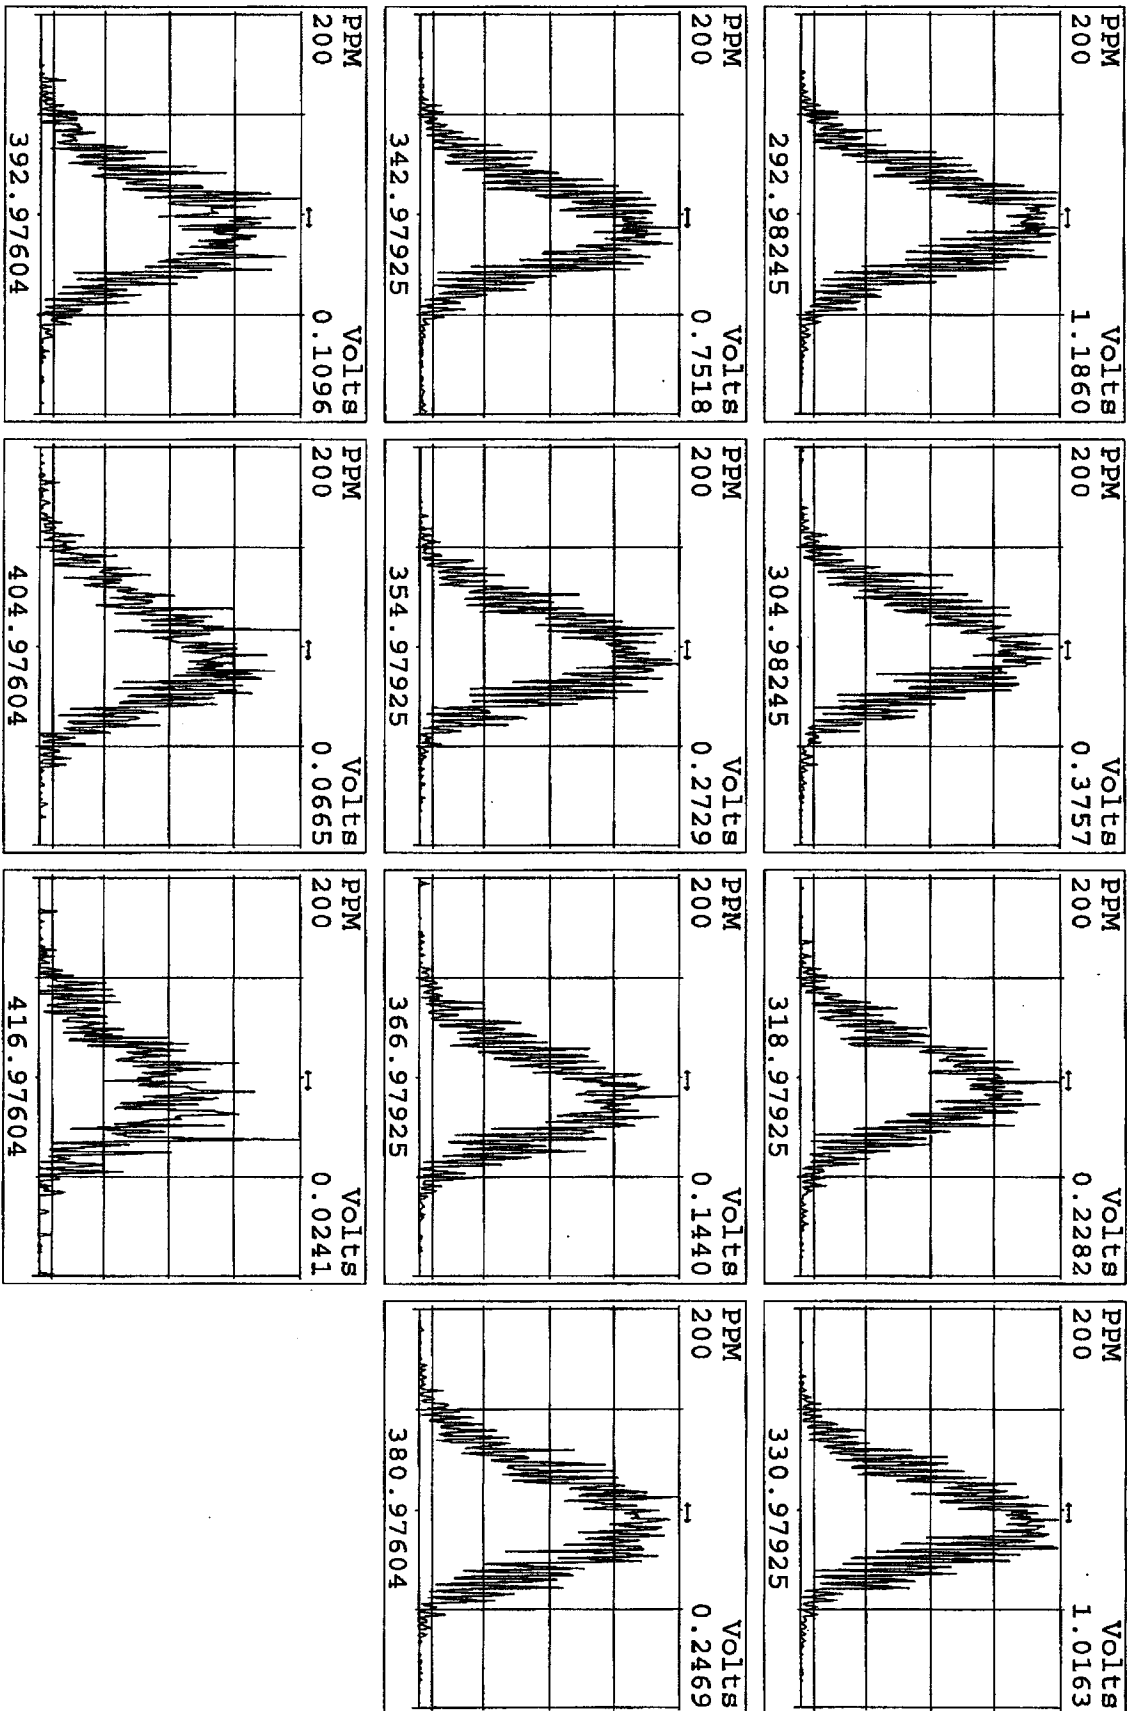 PPM Volts
200 1.1860
292.98245
PPM Volts
200 0.3757
304.98245
PPM Volts
200 0.2282
318.97925
PPM Volts
200 1.0163
330.97925
PPM Volts
200 0.7518
342.97925
PPM Volts
200 0.2729
354.97925
PPM Volts
200 0.1440
366.97925
PPM Volts
200 0.2469
380.97604
PPM Volts
200 0.1096
392.97604
PPM Volts
200 0.0665
404.97604
PPM Volts
200 0.0241
416.97604